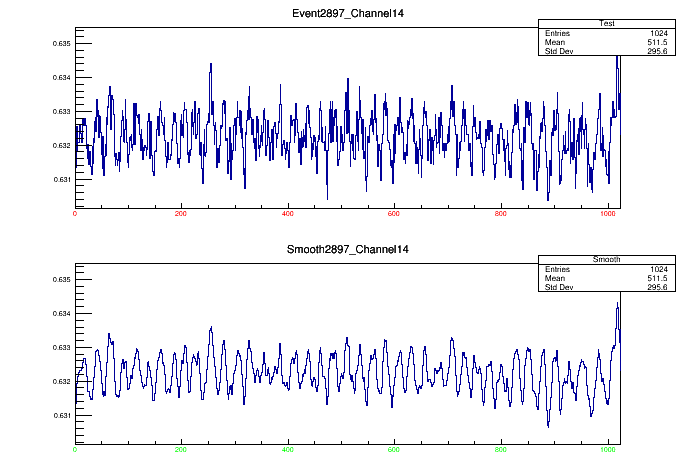 Event2897_Channel14
Test
Entries 1024
Mean 511.5
Std Dev 295.6
0.635
0.634
0.633
0.632
0.631
0 200 400 600 800 1000
Smooth2897_Channel14
Smooth
Entries 1024
Mean 511.5
Std Dev 295.6
0.635
0.634
0.633
0.632
0.631
0 200 400 600 800 1000